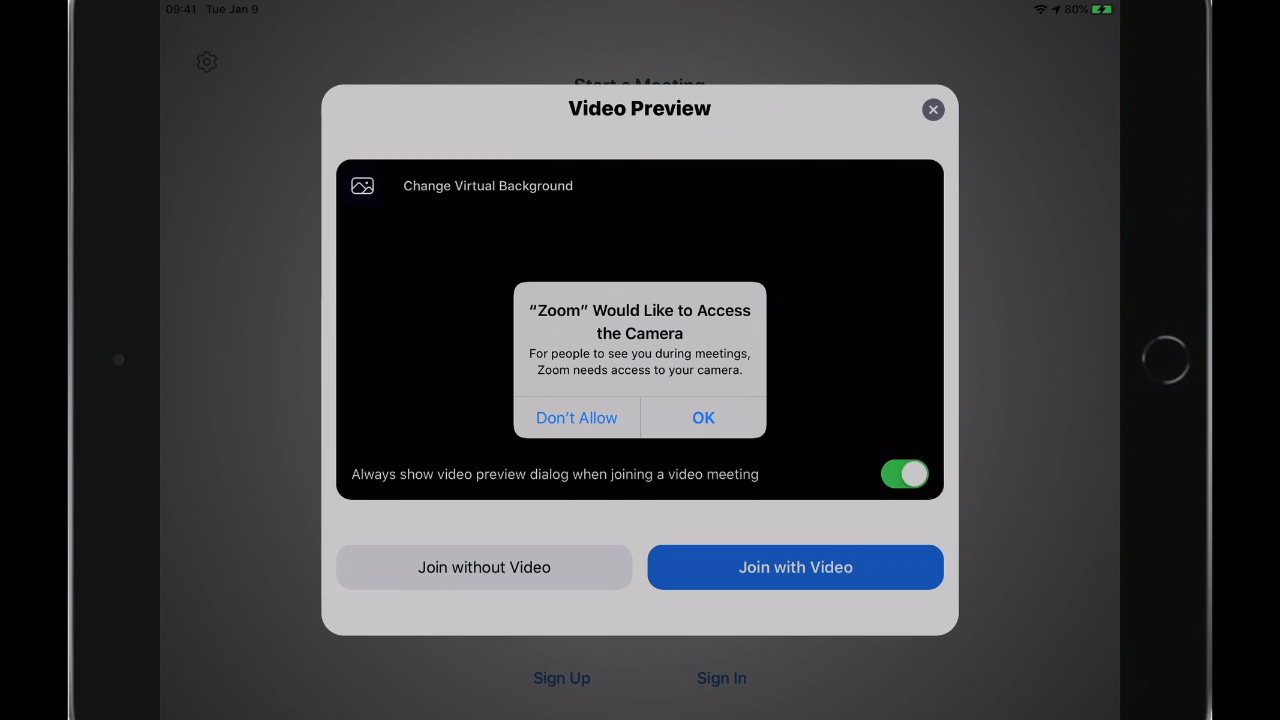 09:41 Tue Jan 9
80%
Start a Meeting
Video Preview
Change Virtual Background
“Zoom” Would Like to Access
the Camera
For people to see you during meetings,
Zoom needs access to your camera.
Don’t Allow
OK
Always show video preview dialog when joining a video meeting
Join without Video
Join with Video
Sign Up
Sign In